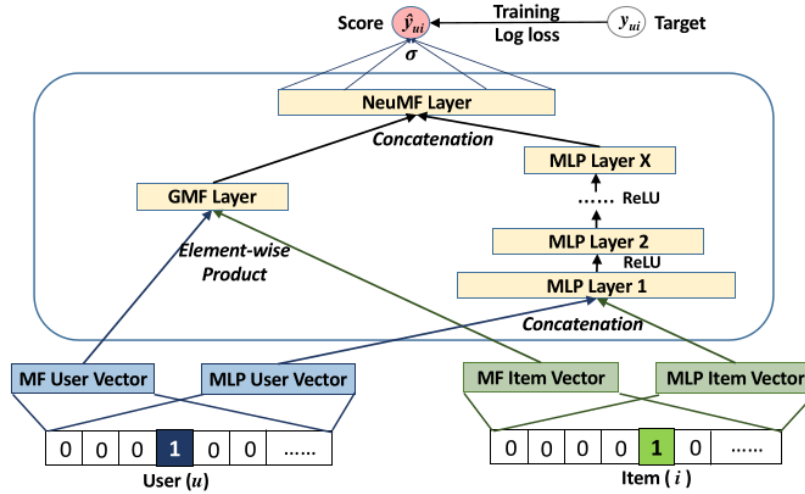 Score ŷui Training yui Target
Log loss
σ
NeuMF Layer
Concatenation
MLP Layer X
...... ReLU
GMF Layer
Element-wise
Product
MLP Layer 2
ReLU
MLP Layer 1
Concatenation
MF User Vector MLP User Vector MF Item Vector MLP Item Vector
0 0 0 1 0 0 ...... 0 0 0 0 1 0 ......
User (u) Item ( i )